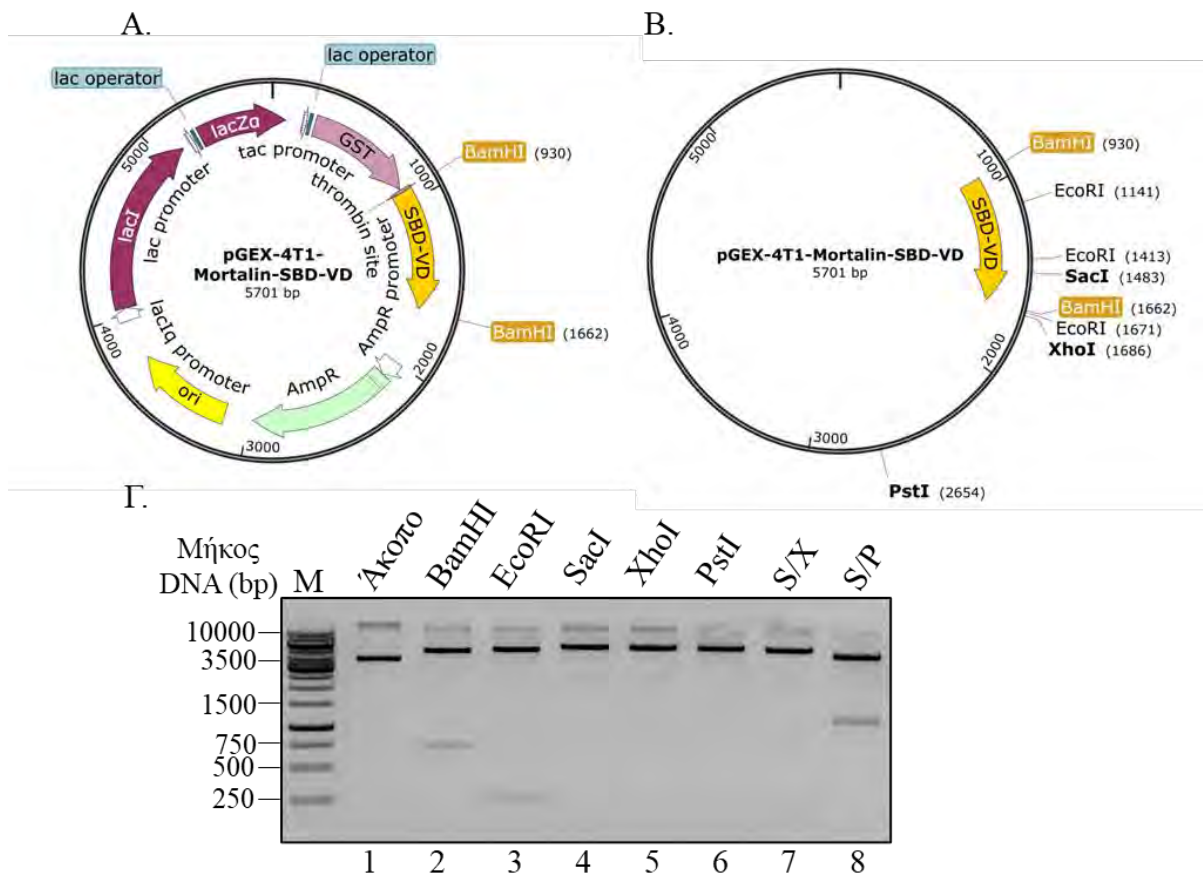 Α.
Β.
lac operator
lac operator
lacZα
GST
tac promoter
BamHI (930)
thrombin site
1000
5000
lac promoter
lacI
SBD-VD
pGEX-4T1-
Mortalin-SBD-VD
5701 bp
AmpR promoter
BamHI (1662)
4000
lacIq promoter
2000
AmpR
ori
3000
5000
1000
BamHI (930)
EcoRI (1141)
SBD-VD
pGEX-4T1-Mortalin-SBD-VD
5701 bp
EcoRI (1413)
SacI (1483)
BamHI (1662)
EcoRI (1671)
XhoI (1686)
4000
2000
3000
PstI (2654)
Γ.
Μήκος
DNA (bp)
M
Άκοπο
BamHI
EcoRI
SacI
XhoI
PstI
S/X
S/P
10000
3500
1500
750
500
250
1 2 3 4 5 6 7 8